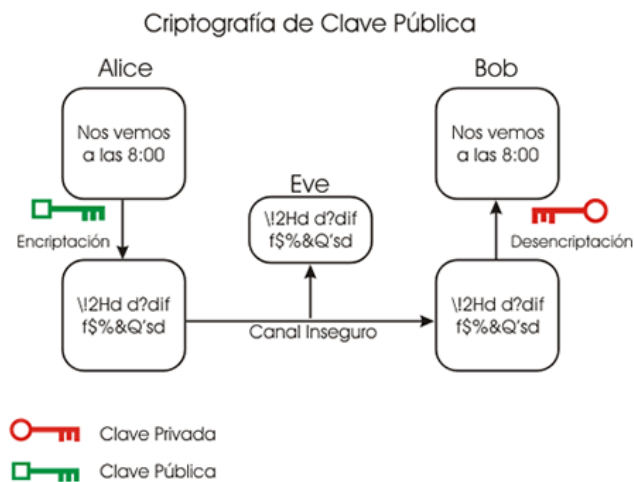 Criptografía de Clave Pública
Alice
Bob
Nos vemos
a las 8:00
Nos vemos
a las 8:00
Eve
\!2Hd d?dif
f$%&Q'sd
Encriptación
Desencriptación
\!2Hd d?dif
f$%&Q'sd
Canal Inseguro
\!2Hd d?dif
f$%&Q'sd
Clave Privada
Clave Pública